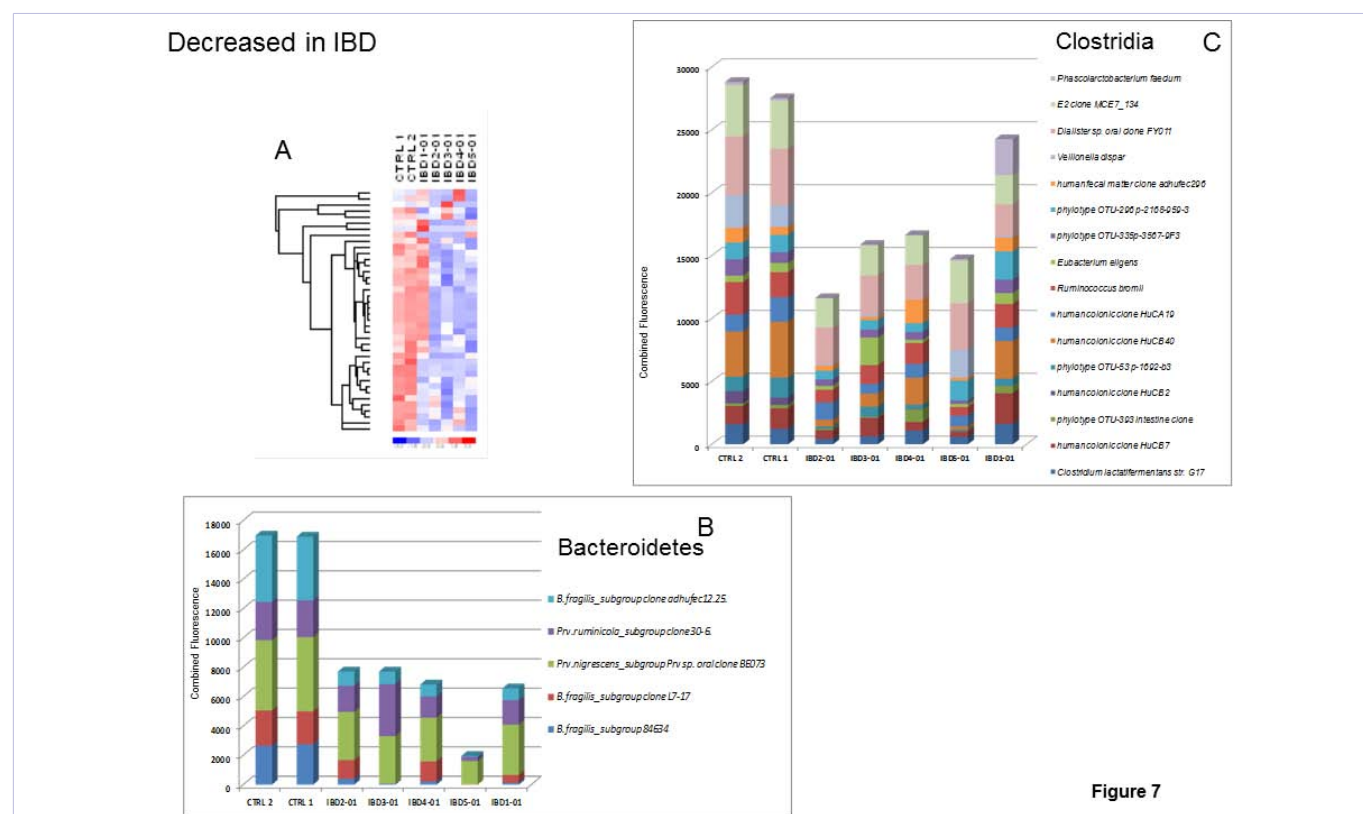 Decreased in IBD
A
CTRL 1
CTRL 2
IBD1-01
IBD2-01
IBD3-01
IBD4-01
IBD5-01
Clostridia
C
30000
25000
20000
15000
10000
5000
0
Combined Fluorescence
CTRL 2
CTRL 1
IBD2-01
IBD3-01
IBD4-01
IBD5-01
IBD1-01
Phascolarctobacterium faecium
E2 clone MCE7_134
Dialister sp. oral clone FY011
Veillonella dispar
human fecal matter clone adhufec296
phylotype OTU-296 p-2168-959-3
phylotype OTU-335p-3567-9F3
Eubacterium eligens
Ruminococcus bromii
human colonic clone HuCA19
human colonic clone HuCB40
phylotype OTU-53 p-1692-b3
human colonic clone HuCB2
phylotype OTU-393 intestine clone
human colonic clone HuCB7
Clostridium lactatifermentans str. G17
B
Bacteroidetes
18000
16000
14000
12000
10000
8000
6000
4000
2000
0
Combined Fluorescence
CTRL 2
CTRL 1
IBD2-01
IBD3-01
IBD4-01
IBD5-01
IBD1-01
B.fragilis_subgroup clone adhufec12.25.
Prv.ruminicola_subgroup clone 30-6.
Prv.nigrescens_subgroup Prv sp. oral clone BE073
B.fragilis_subgroup clone L7-17
B.fragilis_subgroup 84634
Figure 7